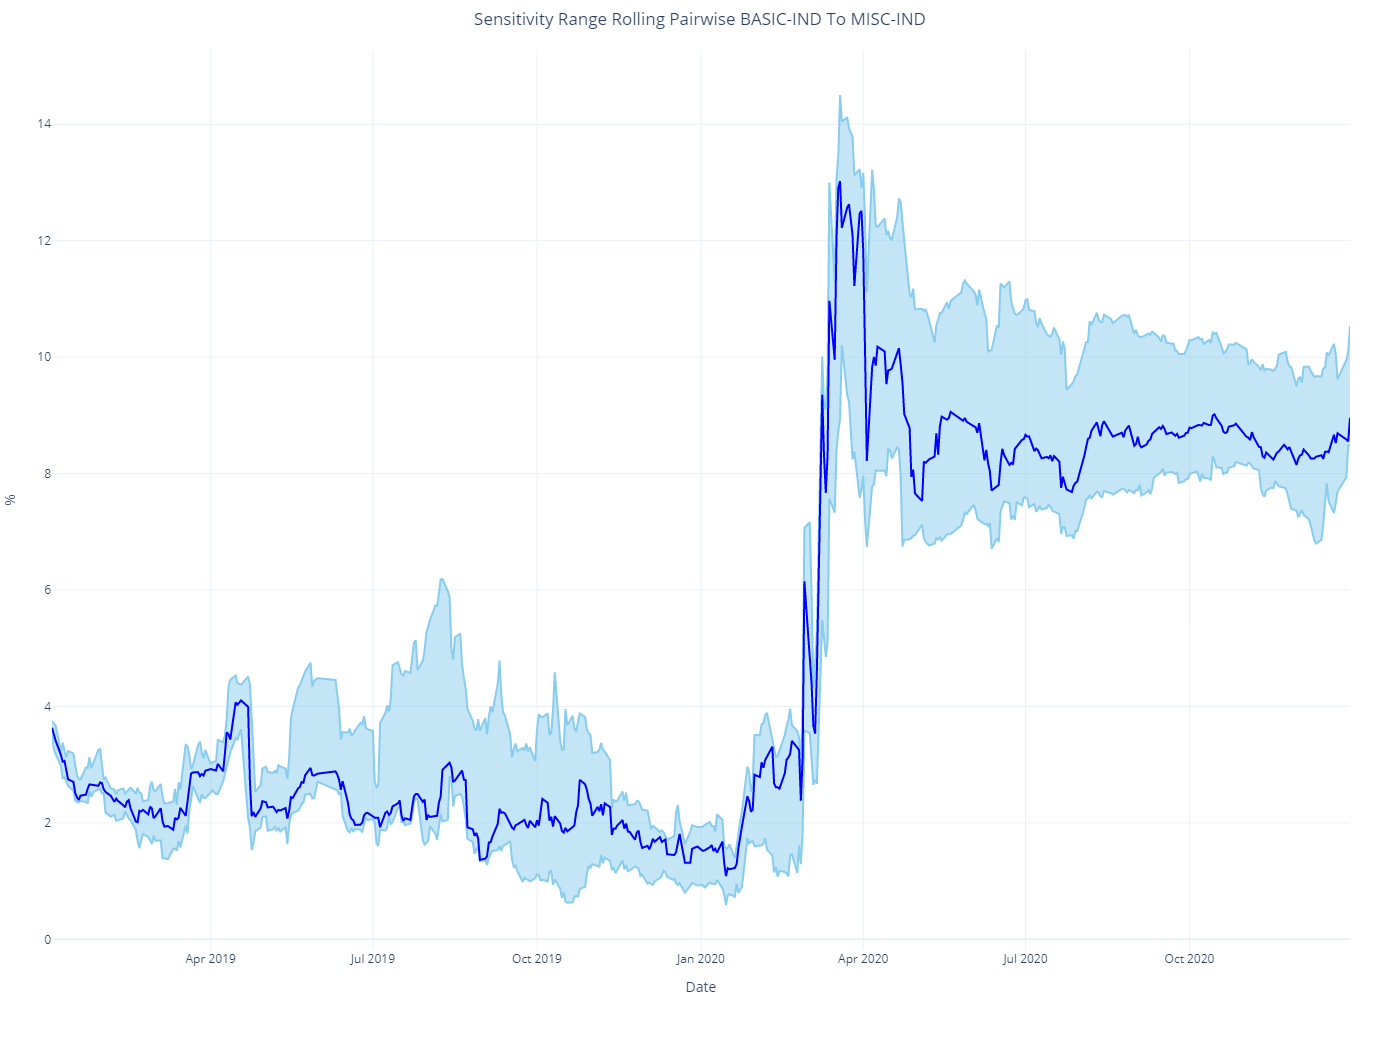 Sensitivity Range Rolling Pairwise BASIC-IND To MISC-IND
14
12
10
8
6
4
2
0
%
Apr 2019
Jul 2019
Oct 2019
Jan 2020
Apr 2020
Jul 2020
Oct 2020
Date